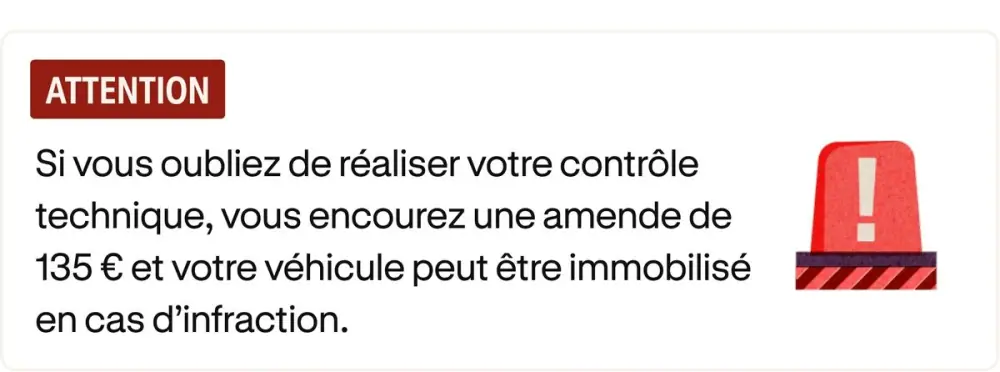 ATTENTION
Si vous oubliez de réaliser votre contrôle
technique, vous encourez une amende de
135 € et votre véhicule peut être immobilisé
en cas d’infraction.
!